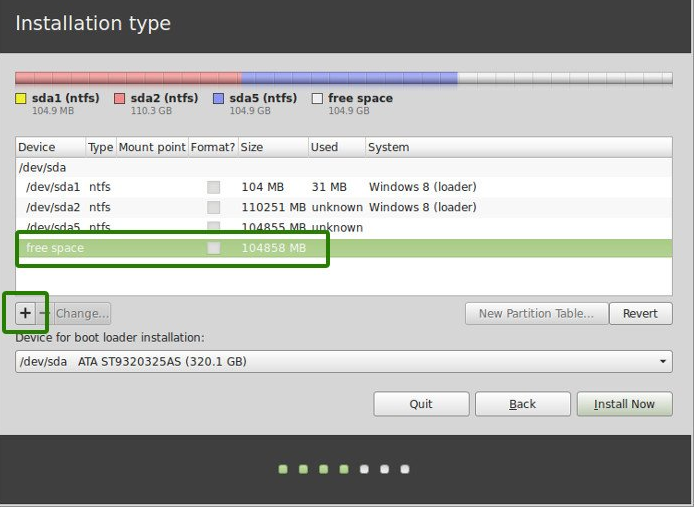 Installation type
sda1 (ntfs) sda2 (ntfs) sda5 (ntfs) free space
104.9 MB 110.3 GB 104.9 GB 104.9 GB
Device Type Mount point Format? Size Used System
/dev/sda
/dev/sda1 ntfs 104 MB 31 MB Windows 8 (loader)
/dev/sda2 ntfs 110251 MB unknown Windows 8 (loader)
/dev/sda5 ntfs 104855 MB unknown
free space 104858 MB
+ − Change... New Partition Table... Revert
Device for boot loader installation:
/dev/sda ATA ST9320325AS (320.1 GB)
Quit Back Install Now